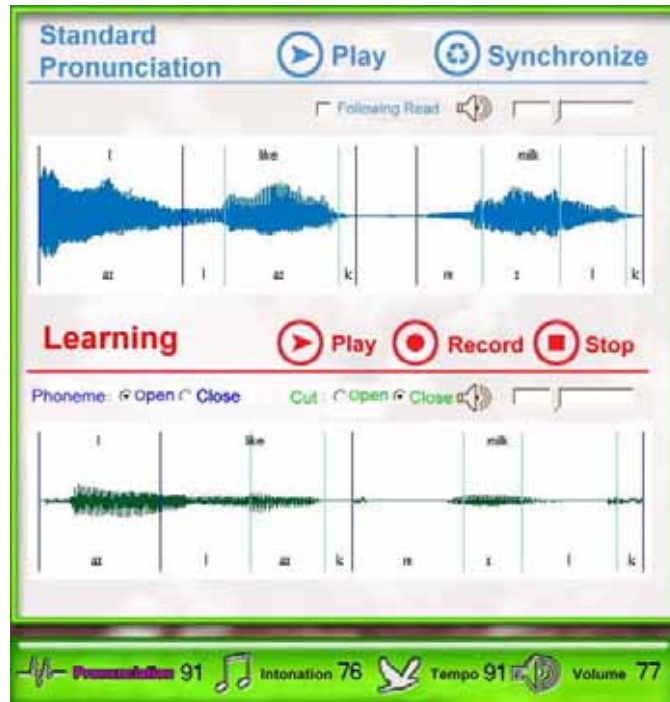 Standard
Pronunciation
Play
Synchronize
Following Read
I like milk
aɪ l aɪ k m ɪ l k
Learning
Play Record Stop
Phoneme: Open Close Cut: Open Close
I like milk
aɪ l aɪ k m ɪ l k
Pronunciation 91 Intonation 76 Tempo 91 Volume 77